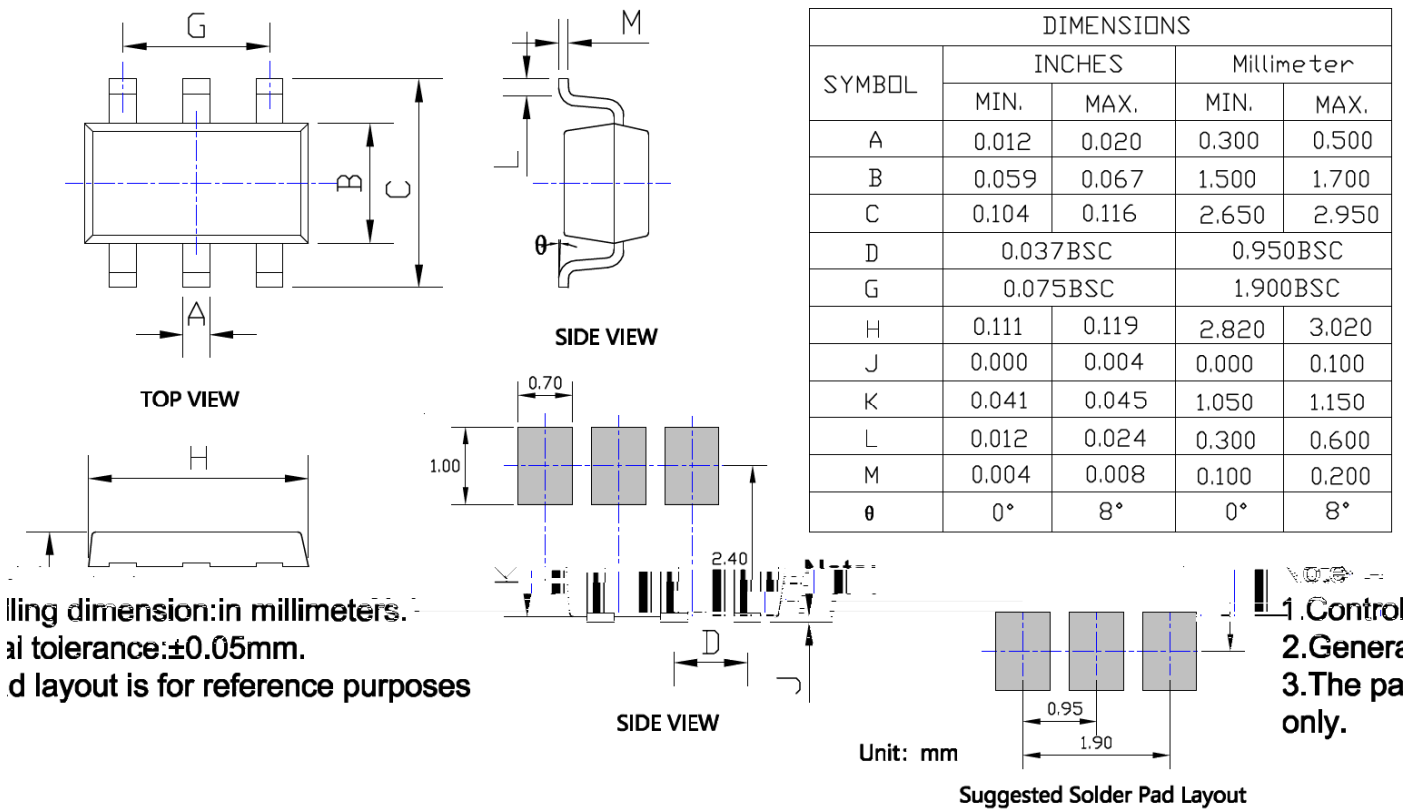 G
M
B
C
L
θ
A
SIDE VIEW
TOP VIEW
DIMENSIONS
SYMBOL INCHES Millimeter
MIN. MAX. MIN. MAX.
A 0.012 0.020 0.300 0.500
B 0.059 0.067 1.500 1.700
C 0.104 0.116 2.650 2.950
D 0.037BSC 0.950BSC
G 0.075BSC 1.900BSC
H 0.111 0.119 2.820 3.020
J 0.000 0.004 0.000 0.100
K 0.041 0.045 1.050 1.150
L 0.012 0.024 0.300 0.600
M 0.004 0.008 0.100 0.200
θ 0° 8° 0° 8°
H
0.70
1.00
2.40
K
lling dimension:in millimeters.
al tolerance:±0.05mm.
d layout is for reference purposes
D
J
SIDE VIEW
1.Control
2.Genera
3.The pa
only.
0.95
1.90
Unit: mm
Suggested Solder Pad Layout